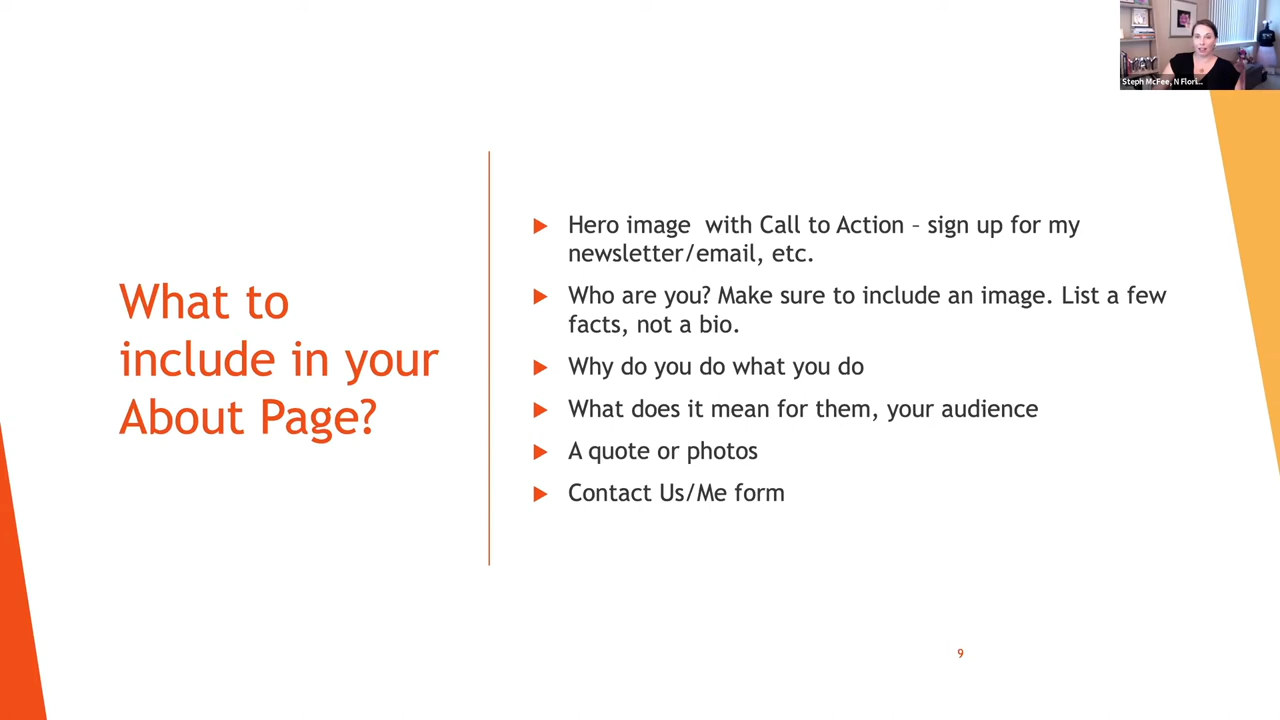 Steph McFee, N Flori...
What to
include in your
About Page?
Hero image with Call to Action – sign up for my
newsletter/email, etc.
Who are you? Make sure to include an image. List a few
facts, not a bio.
Why do you do what you do
What does it mean for them, your audience
A quote or photos
Contact Us/Me form
9